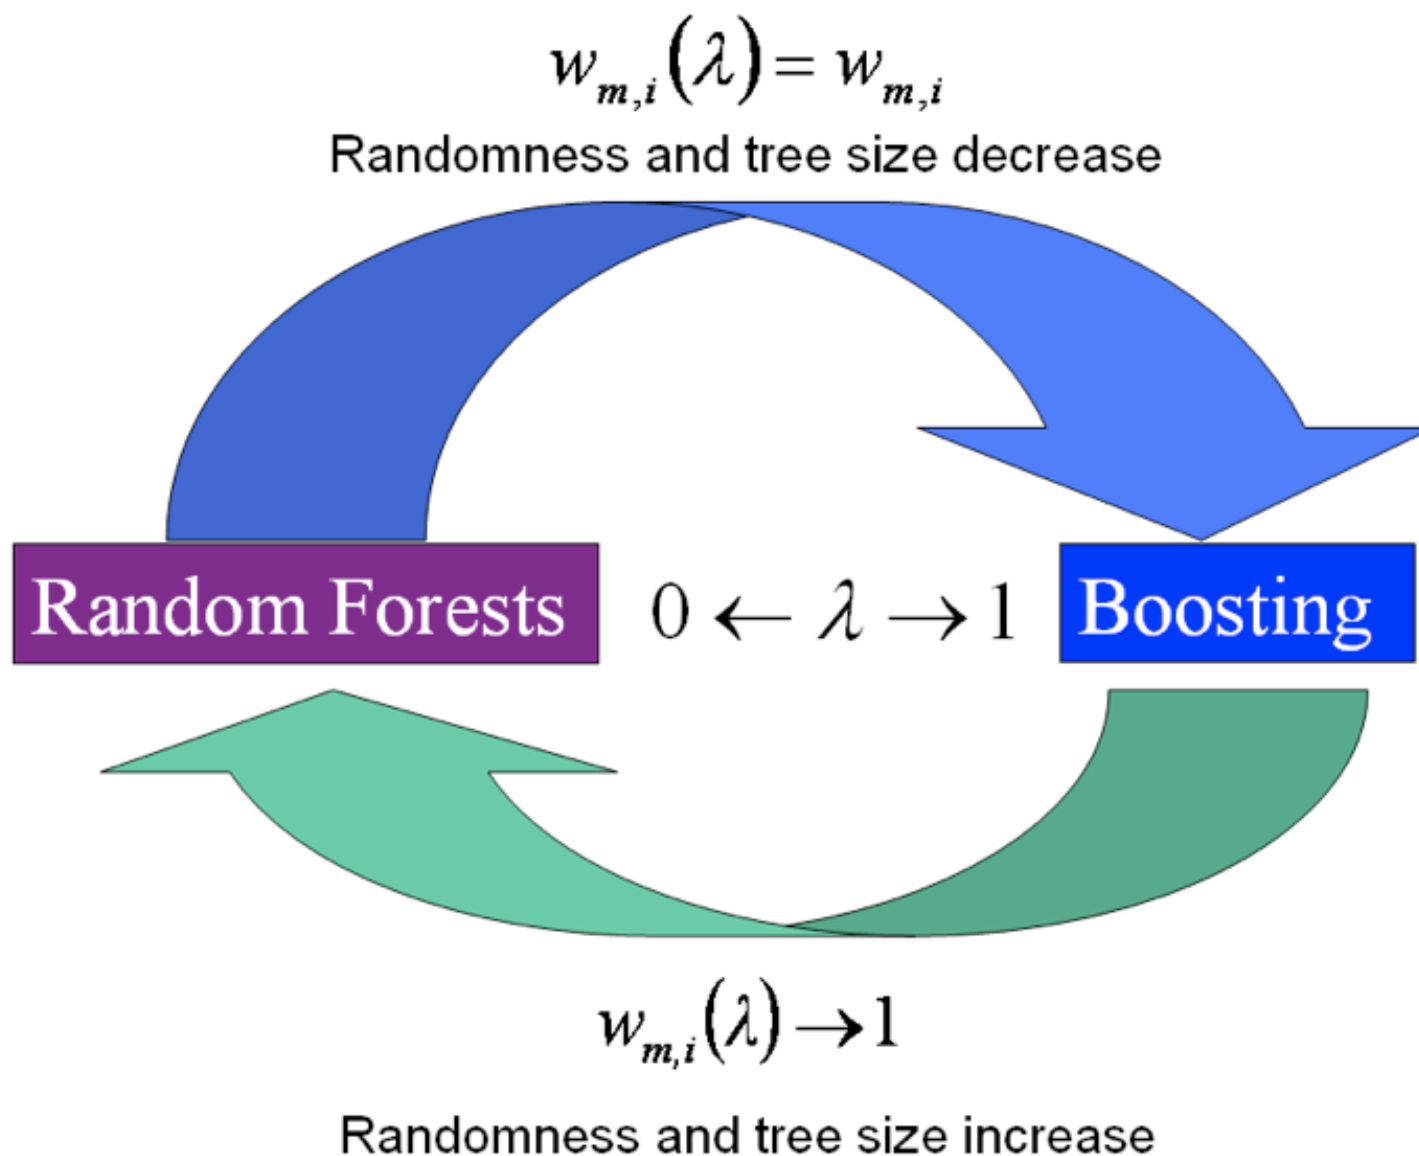 w_{m,i}(λ) = w_{m,i}
Randomness and tree size decrease
Random Forests 0 ← λ → 1 Boosting
w_{m,i}(λ) → 1
Randomness and tree size increase